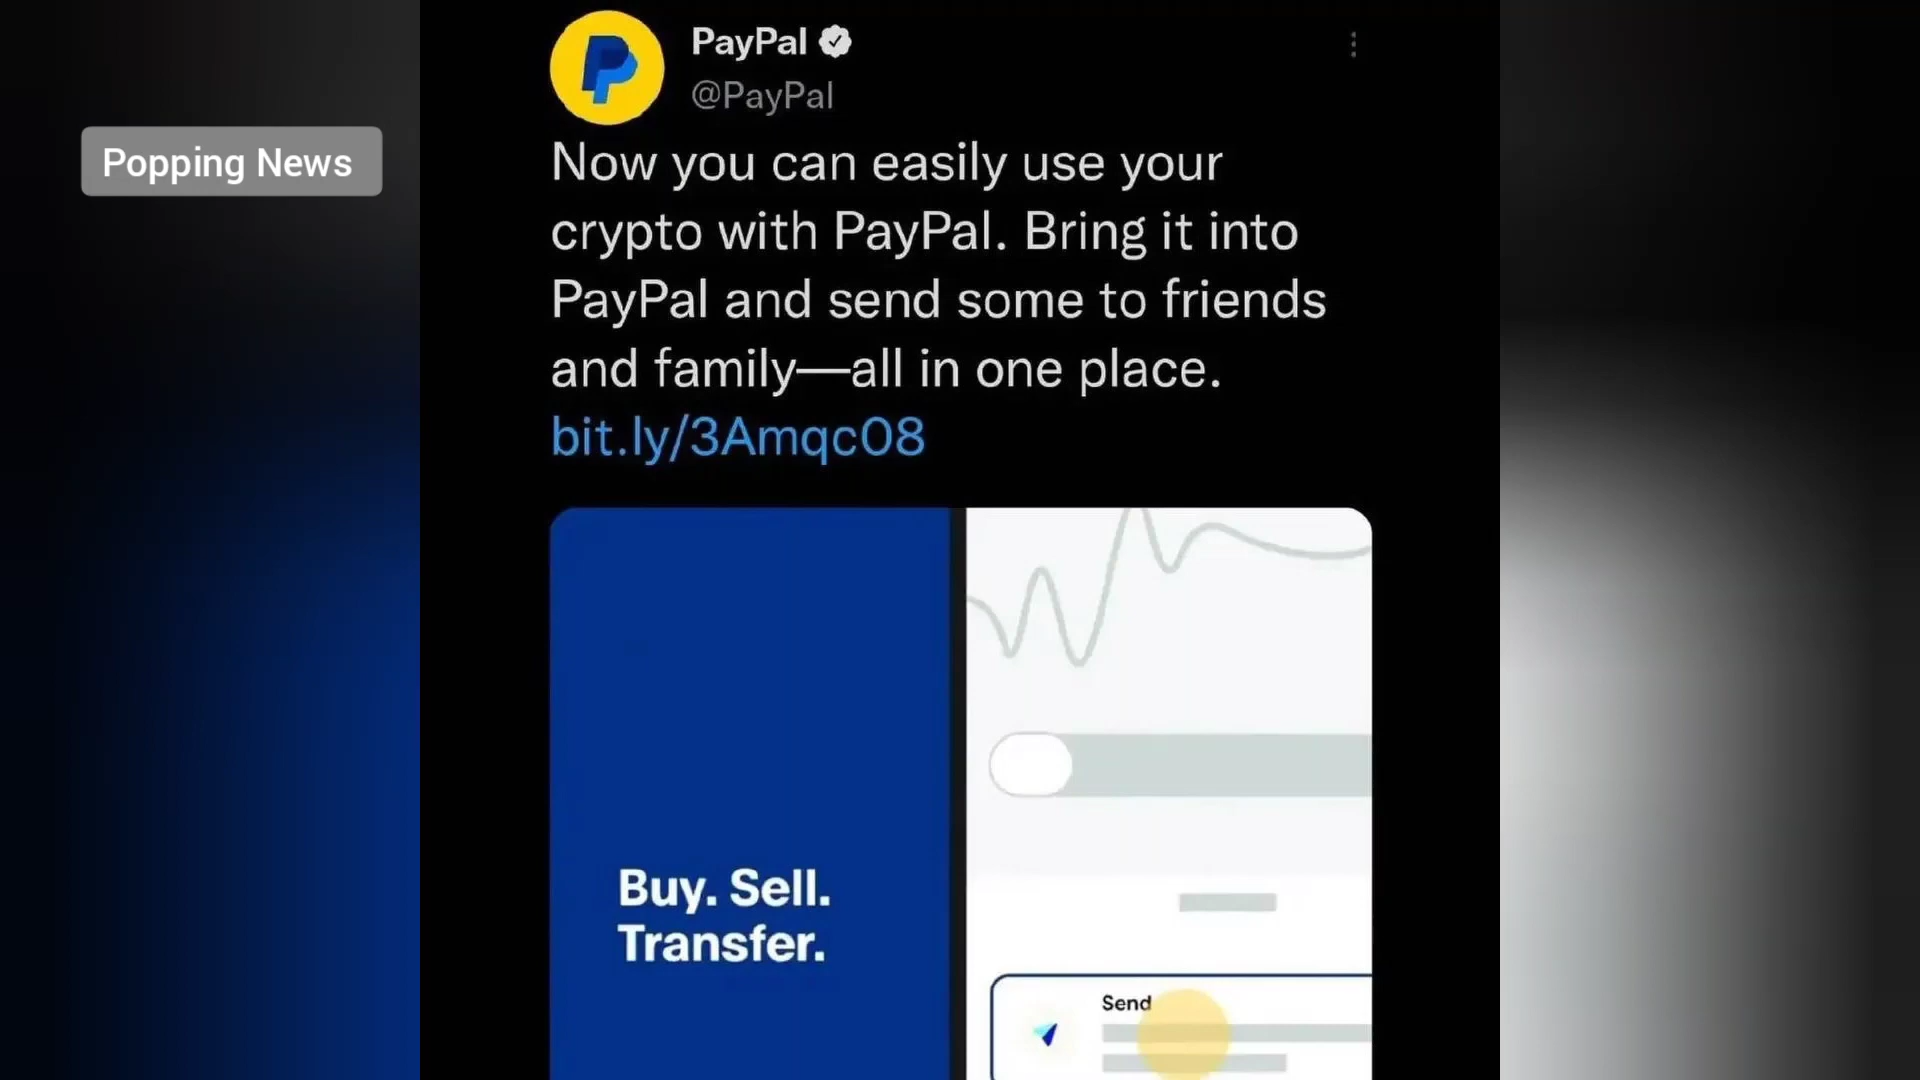 Popping News
PayPal
@PayPal
Now you can easily use your
crypto with PayPal. Bring it into
PayPal and send some to friends
and family—all in one place.
bit.ly/3AmqcO8
Buy. Sell.
Transfer.
Send